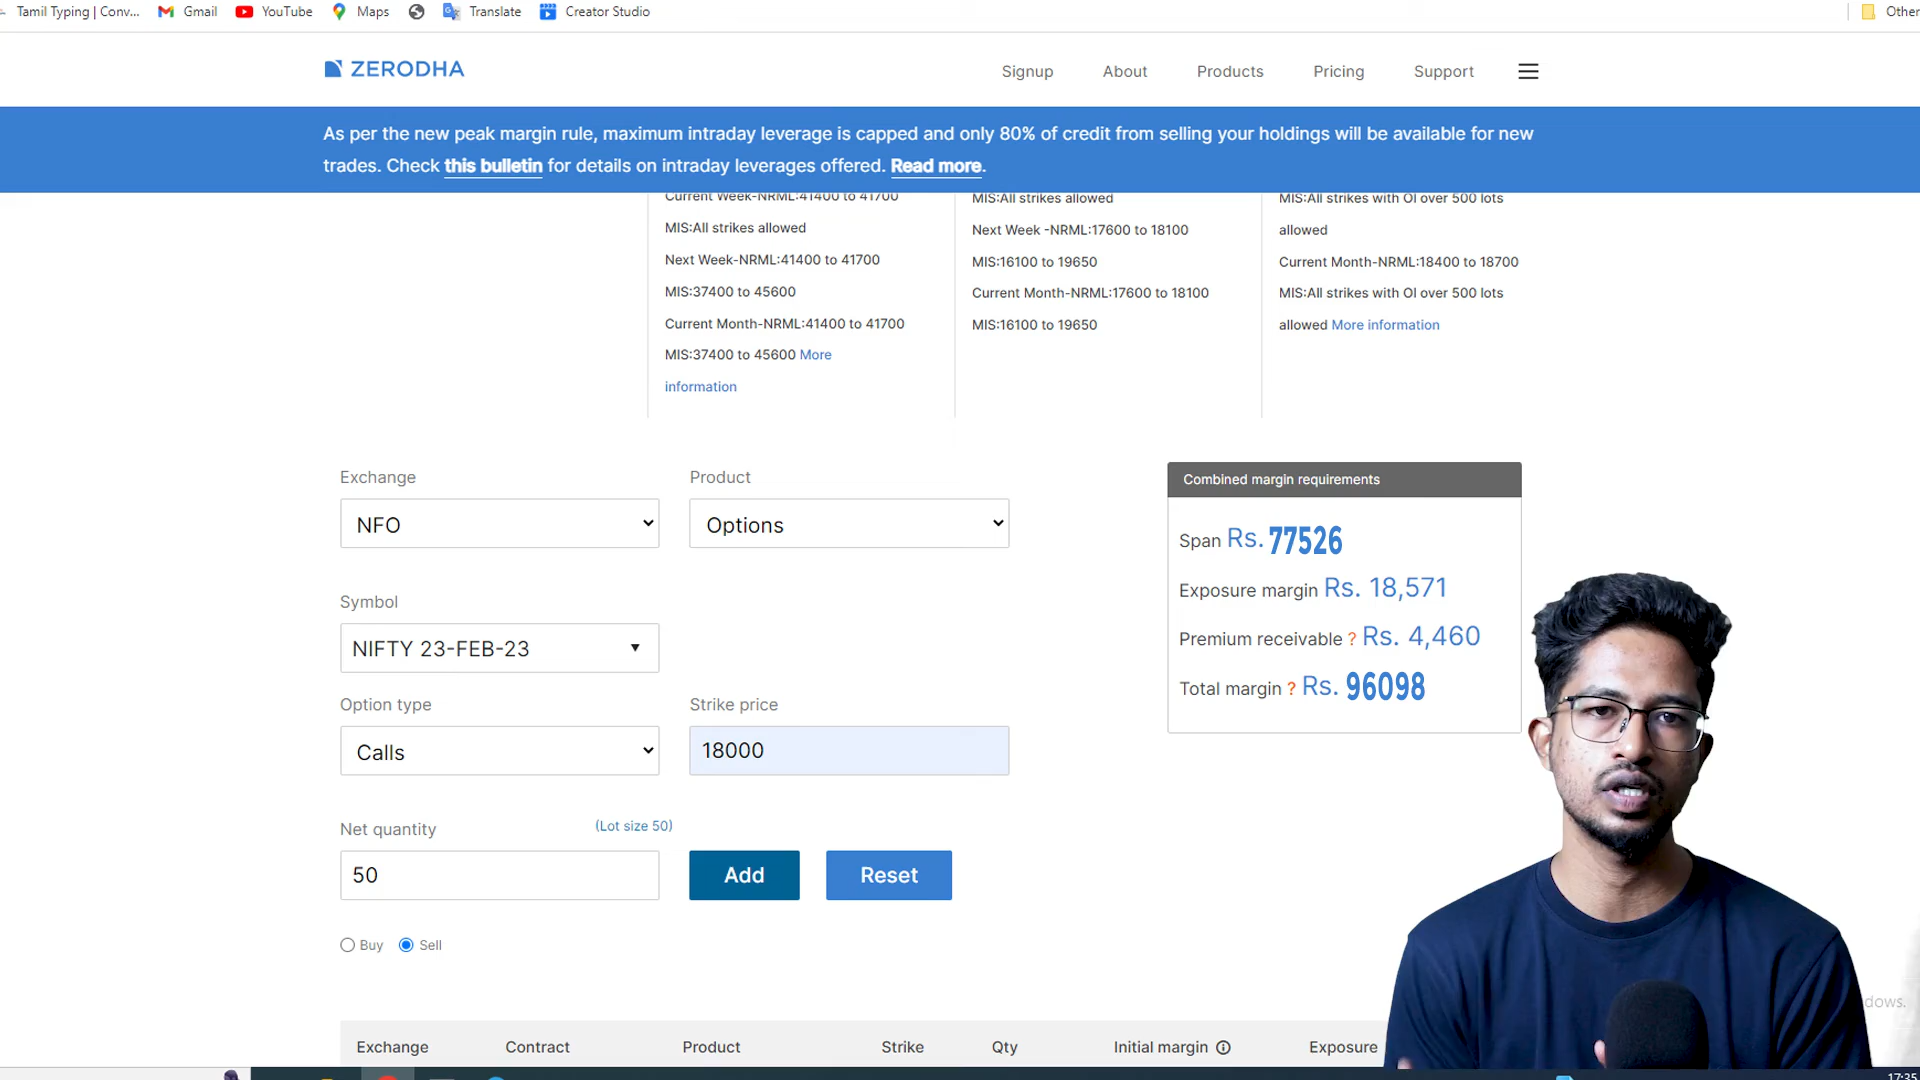 Tamil Typing | Conv... Gmail YouTube Maps Translate Creator Studio Other
ZERODHA Signup About Products Pricing Support
As per the new peak margin rule, maximum intraday leverage is capped and only 80% of credit from selling your holdings will be available for new
trades. Check this bulletin for details on intraday leverages offered. Read more.
Current Week-NRML:41400 to 41700
MIS:All strikes allowed
Next Week-NRML:41400 to 41700
MIS:37400 to 45600
Current Month-NRML:41400 to 41700
MIS:37400 to 45600 More
information
MIS:All strikes allowed
Next Week -NRML:17600 to 18100
MIS:16100 to 19650
Current Month-NRML:17600 to 18100
MIS:16100 to 19650
MIS:All strikes with OI over 500 lots
allowed
Current Month-NRML:18400 to 18700
MIS:All strikes with OI over 500 lots
allowed More information
Exchange Product
NFO Options
Symbol
NIFTY 23-FEB-23
Option type Strike price
Calls 18000
Net quantity (Lot size 50)
50 Add Reset
Buy Sell
Combined margin requirements
Span Rs. 77526
Exposure margin Rs. 18,571
Premium receivable ? Rs. 4,460
Total margin ? Rs. 96098
dows.
Exchange Contract Product Strike Qty Initial margin Exposure
17:35